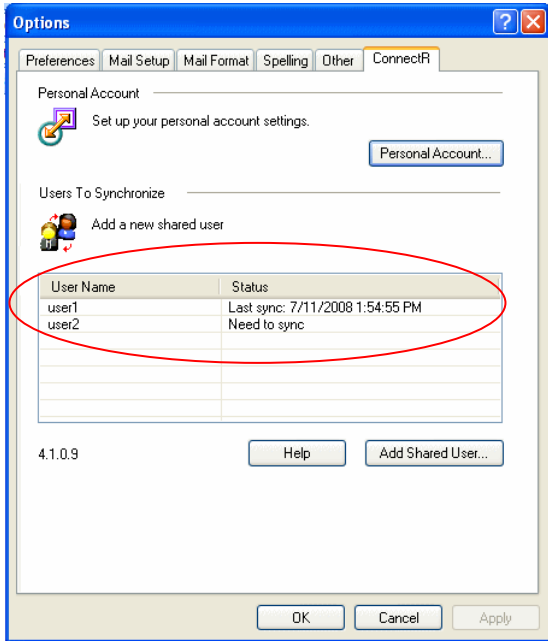 Options
Preferences Mail Setup Mail Format Spelling Other ConnectR
Personal Account
Set up your personal account settings.
Personal Account...
Users To Synchronize
Add a new shared user
User Name Status
user1 Last sync: 7/11/2008 1:54:55 PM
user2 Need to sync
4.1.0.9 Help Add Shared User...
OK Cancel Apply